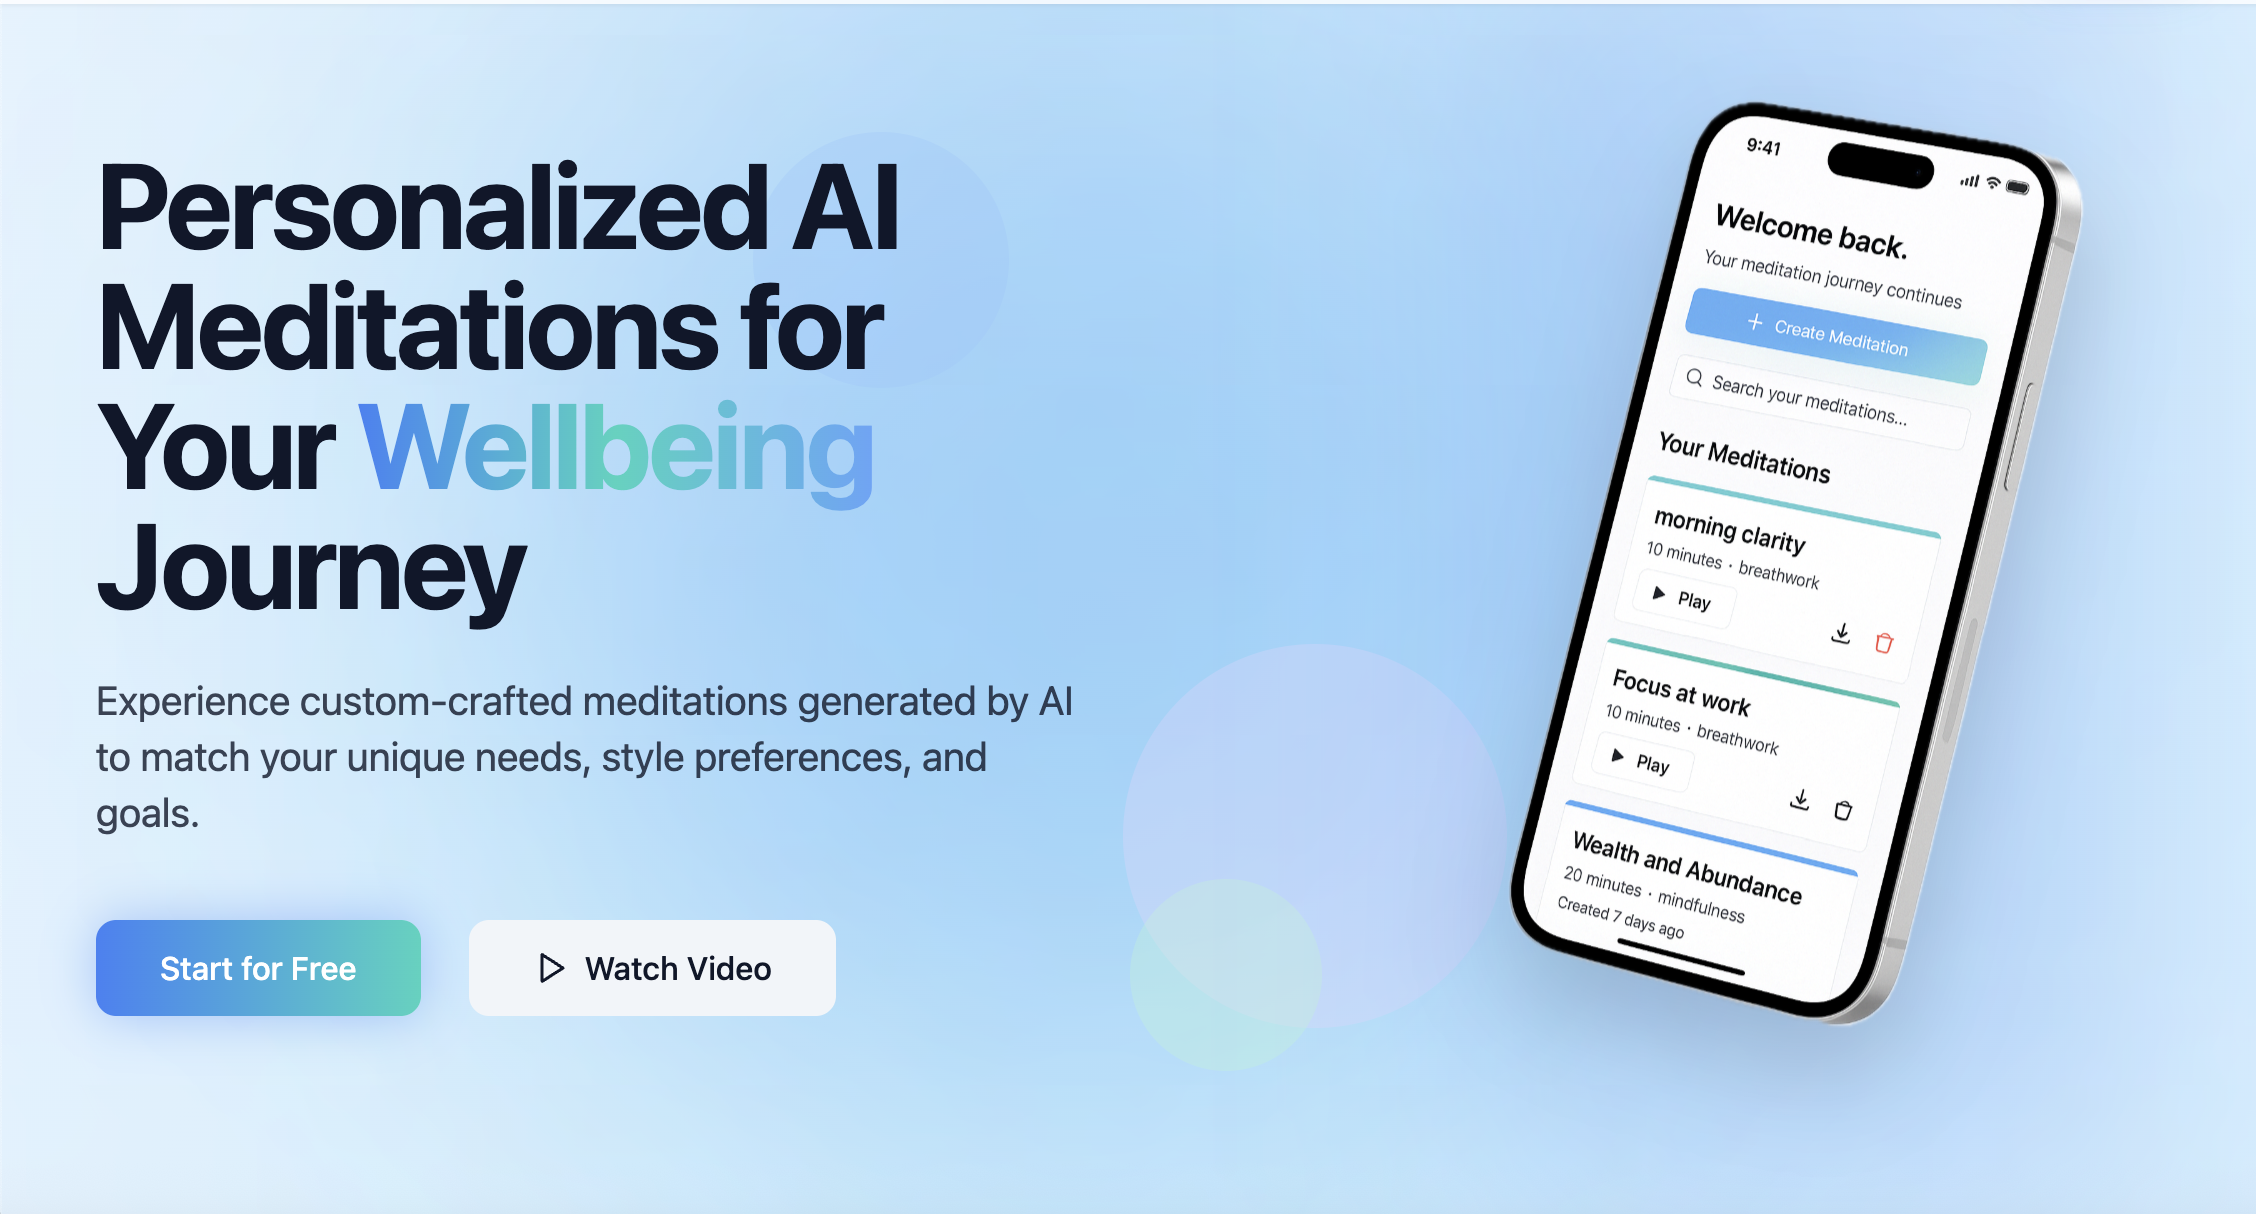 Personalized AI
Meditations for
Your Wellbeing
Journey
Experience custom-crafted meditations generated by AI
to match your unique needs, style preferences, and
goals.
Start for Free
Watch Video
9:41
Welcome back.
Your meditation journey continues
+ Create Meditation
Search your meditations...
Your Meditations
morning clarity
10 minutes · breathwork
Play
Focus at work
10 minutes · breathwork
Play
Wealth and Abundance
20 minutes · mindfulness
Created 7 days ago